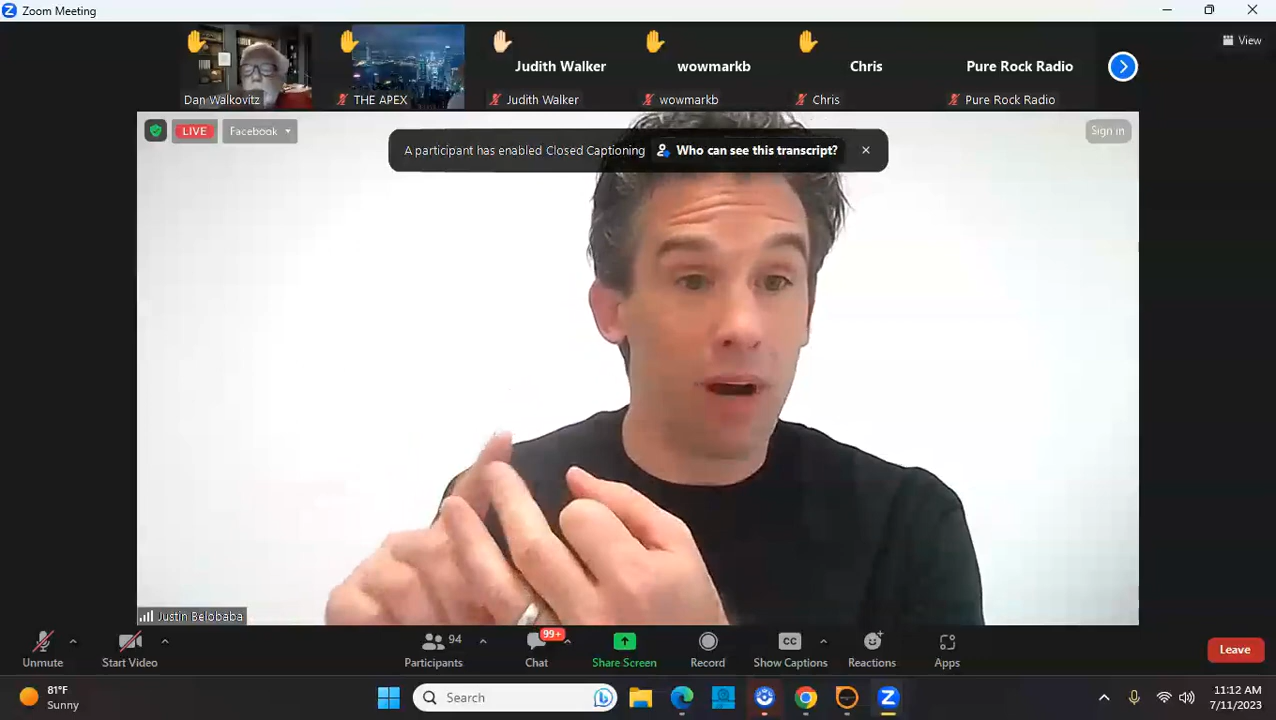 Zoom Meeting
View
Judith Walker
wowmarkb
Chris
Pure Rock Radio
Dan Walkovitz
THE APEX
Judith Walker
wowmarkb
Chris
Pure Rock Radio
LIVE
Facebook
A participant has enabled Closed Captioning
Who can see this transcript?
Sign in
Justin Belobaba
Unmute
Start Video
94
Participants
99+
Chat
Share Screen
Record
CC
Show Captions
Reactions
Apps
Leave
81°F
Sunny
Search
11:12 AM
7/11/2023